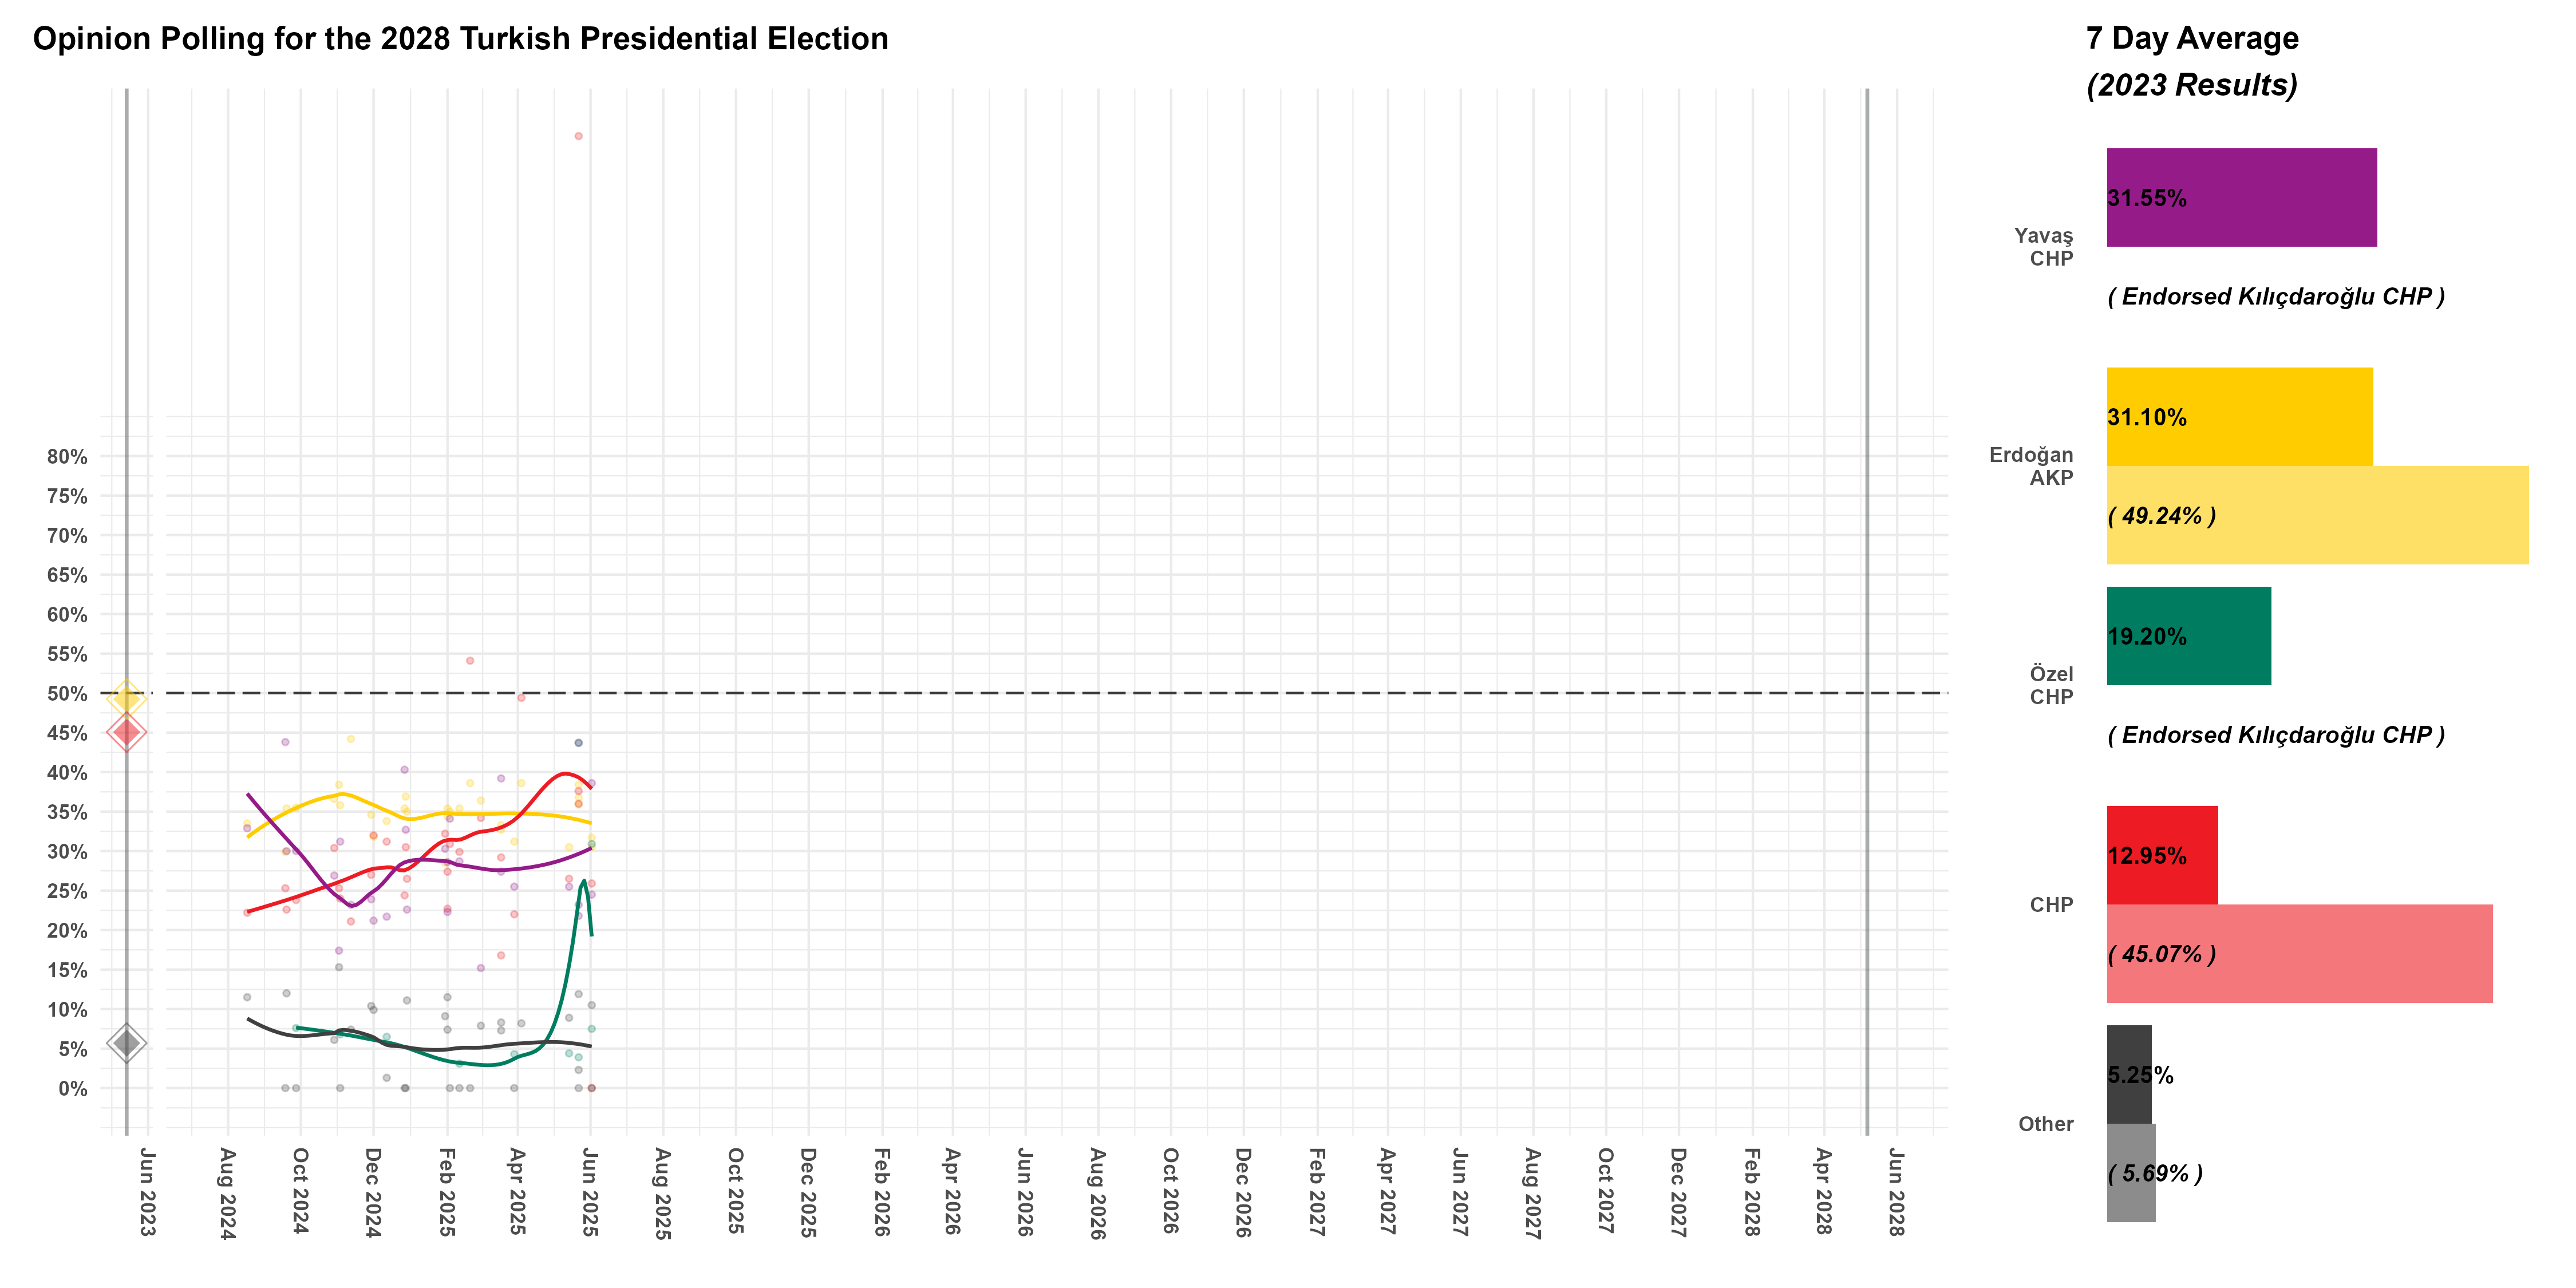 Opinion Polling for the 2028 Turkish Presidential Election
80%
75%
70%
65%
60%
55%
50%
45%
40%
35%
30%
25%
20%
15%
10%
5%
0%
Jun 2023
Aug 2024
Oct 2024
Dec 2024
Feb 2025
Apr 2025
Jun 2025
Aug 2025
Oct 2025
Dec 2025
Feb 2026
Apr 2026
Jun 2026
Aug 2026
Oct 2026
Dec 2026
Feb 2027
Apr 2027
Jun 2027
Aug 2027
Oct 2027
Dec 2027
Feb 2028
Apr 2028
Jun 2028
7 Day Average
(2023 Results)
Yavaş
CHP
31.55%
( Endorsed Kılıçdaroğlu CHP )
Erdoğan
AKP
31.10%
( 49.24% )
Özel
CHP
19.20%
( Endorsed Kılıçdaroğlu CHP )
CHP
12.95%
( 45.07% )
Other
5.25%
( 5.69% )